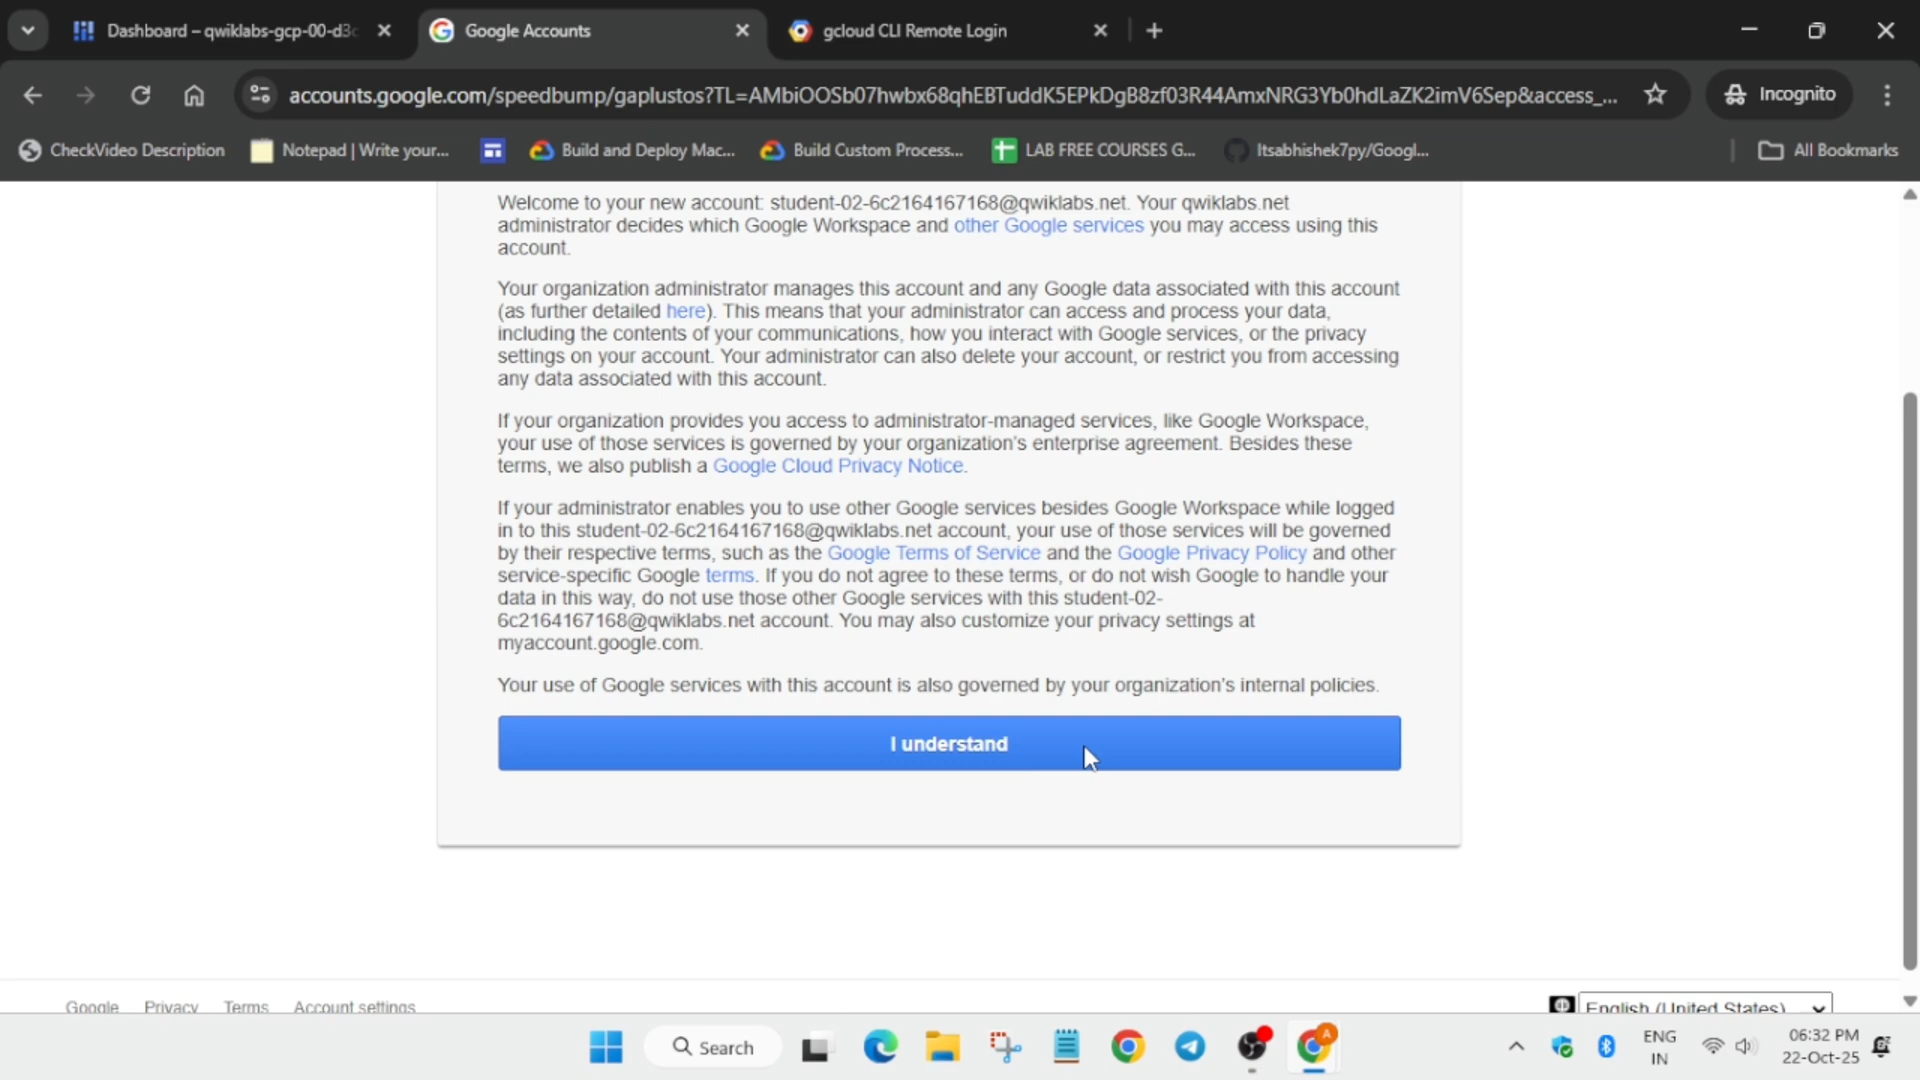 Dashboard – qwiklabs-gcp-00-d3c
Google Accounts
gcloud CLI Remote Login
accounts.google.com/speedbump/gaplustos?TL=AMbiOOSb07hwbx68qhEBTuddK5EPkDgB8zf03R44AmxNRG3Yb0hdLaZK2imV6Sep&access_...
Incognito
CheckVideo Description
Notepad | Write your...
Build and Deploy Mac...
Build Custom Process...
LAB FREE COURSES G...
Itsabhishek7py/Googl...
All Bookmarks
Welcome to your new account: student-02-6c2164167168@qwiklabs.net. Your qwiklabs.net
administrator decides which Google Workspace and other Google services you may access using this
account.
Your organization administrator manages this account and any Google data associated with this account
(as further detailed here). This means that your administrator can access and process your data,
including the contents of your communications, how you interact with Google services, or the privacy
settings on your account. Your administrator can also delete your account, or restrict you from accessing
any data associated with this account.
If your organization provides you access to administrator-managed services, like Google Workspace,
your use of those services is governed by your organization's enterprise agreement. Besides these
terms, we also publish a Google Cloud Privacy Notice.
If your administrator enables you to use other Google services besides Google Workspace while logged
in to this student-02-6c2164167168@qwiklabs.net account, your use of those services will be governed
by their respective terms, such as the Google Terms of Service and the Google Privacy Policy and other
service-specific Google terms. If you do not agree to these terms, or do not wish Google to handle your
data in this way, do not use those other Google services with this student-02-
6c2164167168@qwiklabs.net account. You may also customize your privacy settings at
myaccount.google.com.
Your use of Google services with this account is also governed by your organization's internal policies.
I understand
Google Privacy Terms Account settings
English (United States)
Search
A
ENG
IN
06:32 PM
22-Oct-25